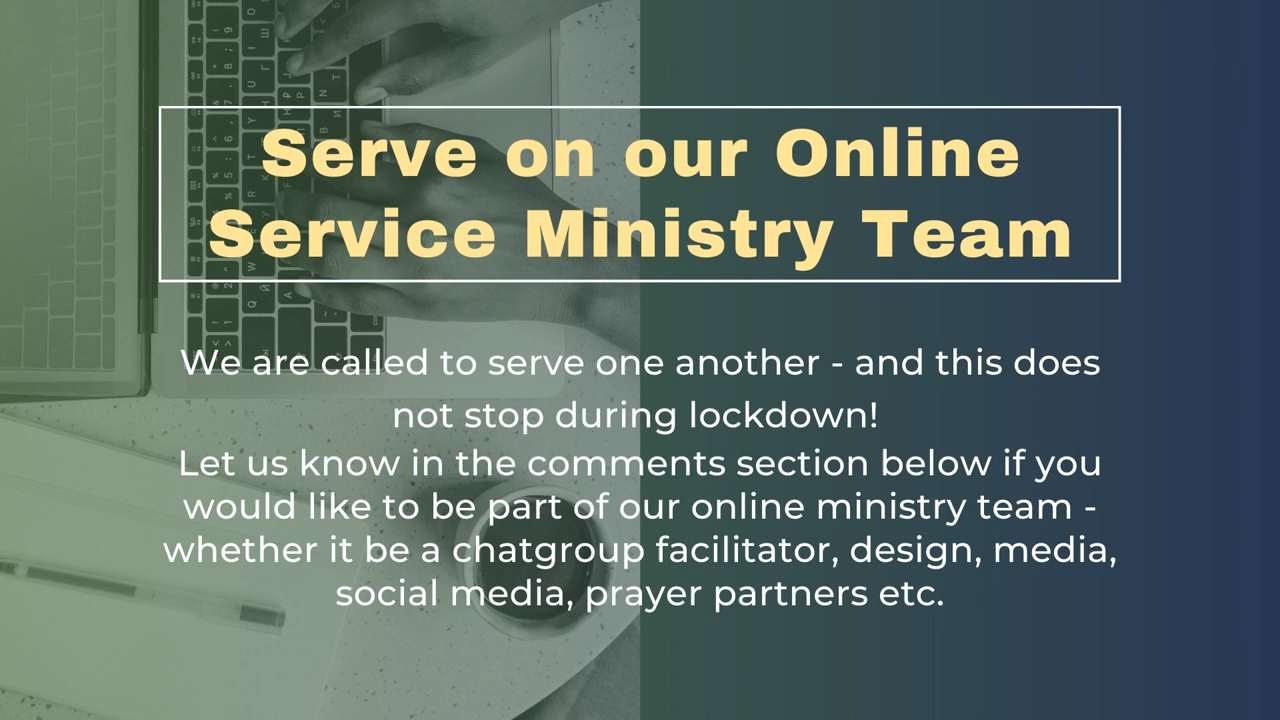 Serve on our Online
Service Ministry Team
We are called to serve one another - and this does
not stop during lockdown!
Let us know in the comments section below if you
would like to be part of our online ministry team -
whether it be a chatgroup facilitator, design, media,
social media, prayer partners etc.